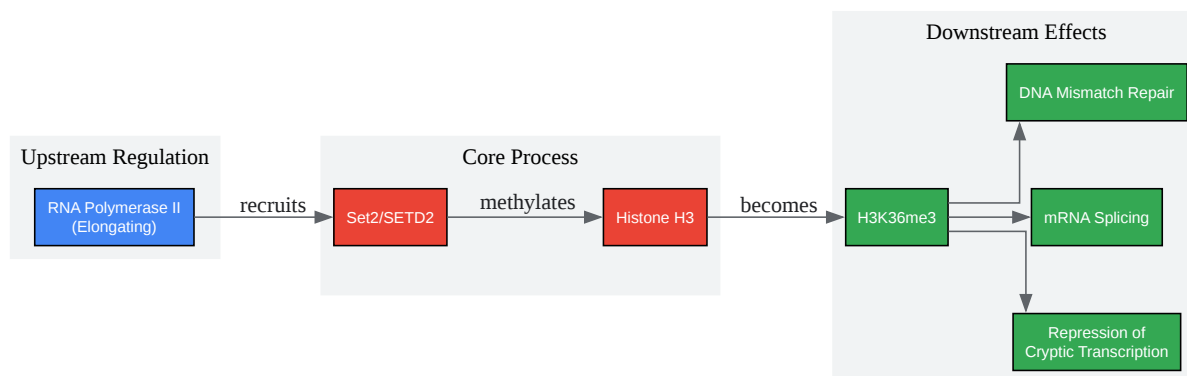 Upstream Regulation
RNA Polymerase II
(Elongating)
recruits
Core Process
Set2/SETD2
methylates
Histone H3
becomes
Downstream Effects
H3K36me3
DNA Mismatch Repair
mRNA Splicing
Repression of
Cryptic Transcription